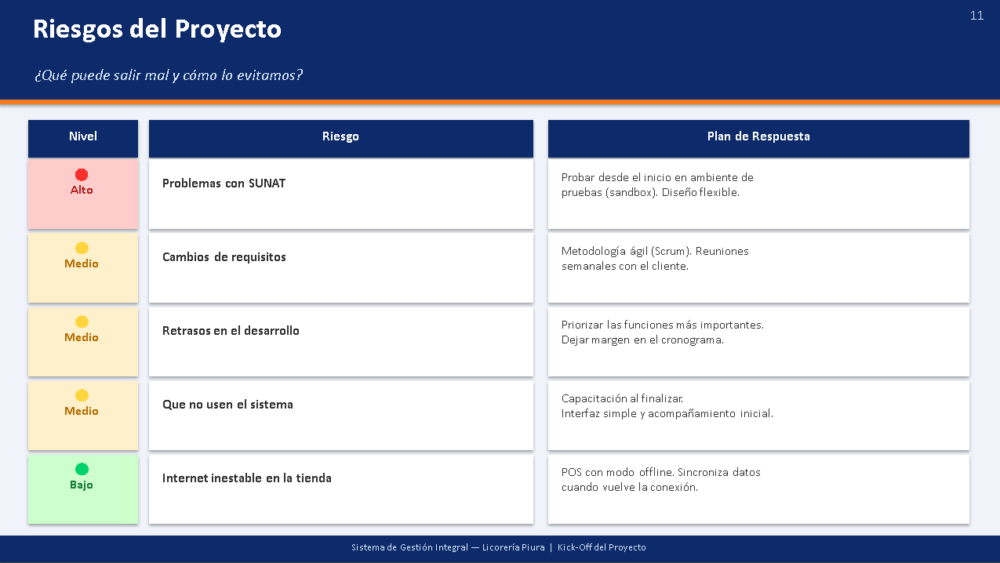 11
Riesgos del Proyecto
¿Qué puede salir mal y cómo lo evitamos?
Nivel
Riesgo
Plan de Respuesta
Alto
Problemas con SUNAT
Probar desde el inicio en ambiente de
pruebas (sandbox). Diseño flexible.
Medio
Cambios de requisitos
Metodología ágil (Scrum). Reuniones
semanales con el cliente.
Medio
Retrasos en el desarrollo
Priorizar las funciones más importantes.
Dejar margen en el cronograma.
Medio
Que no usen el sistema
Capacitación al finalizar.
Interfaz simple y acompañamiento inicial.
Bajo
Internet inestable en la tienda
POS con modo offline. Sincroniza datos
cuando vuelve la conexión.
Sistema de Gestión Integral — Licorería Piura | Kick-Off del Proyecto